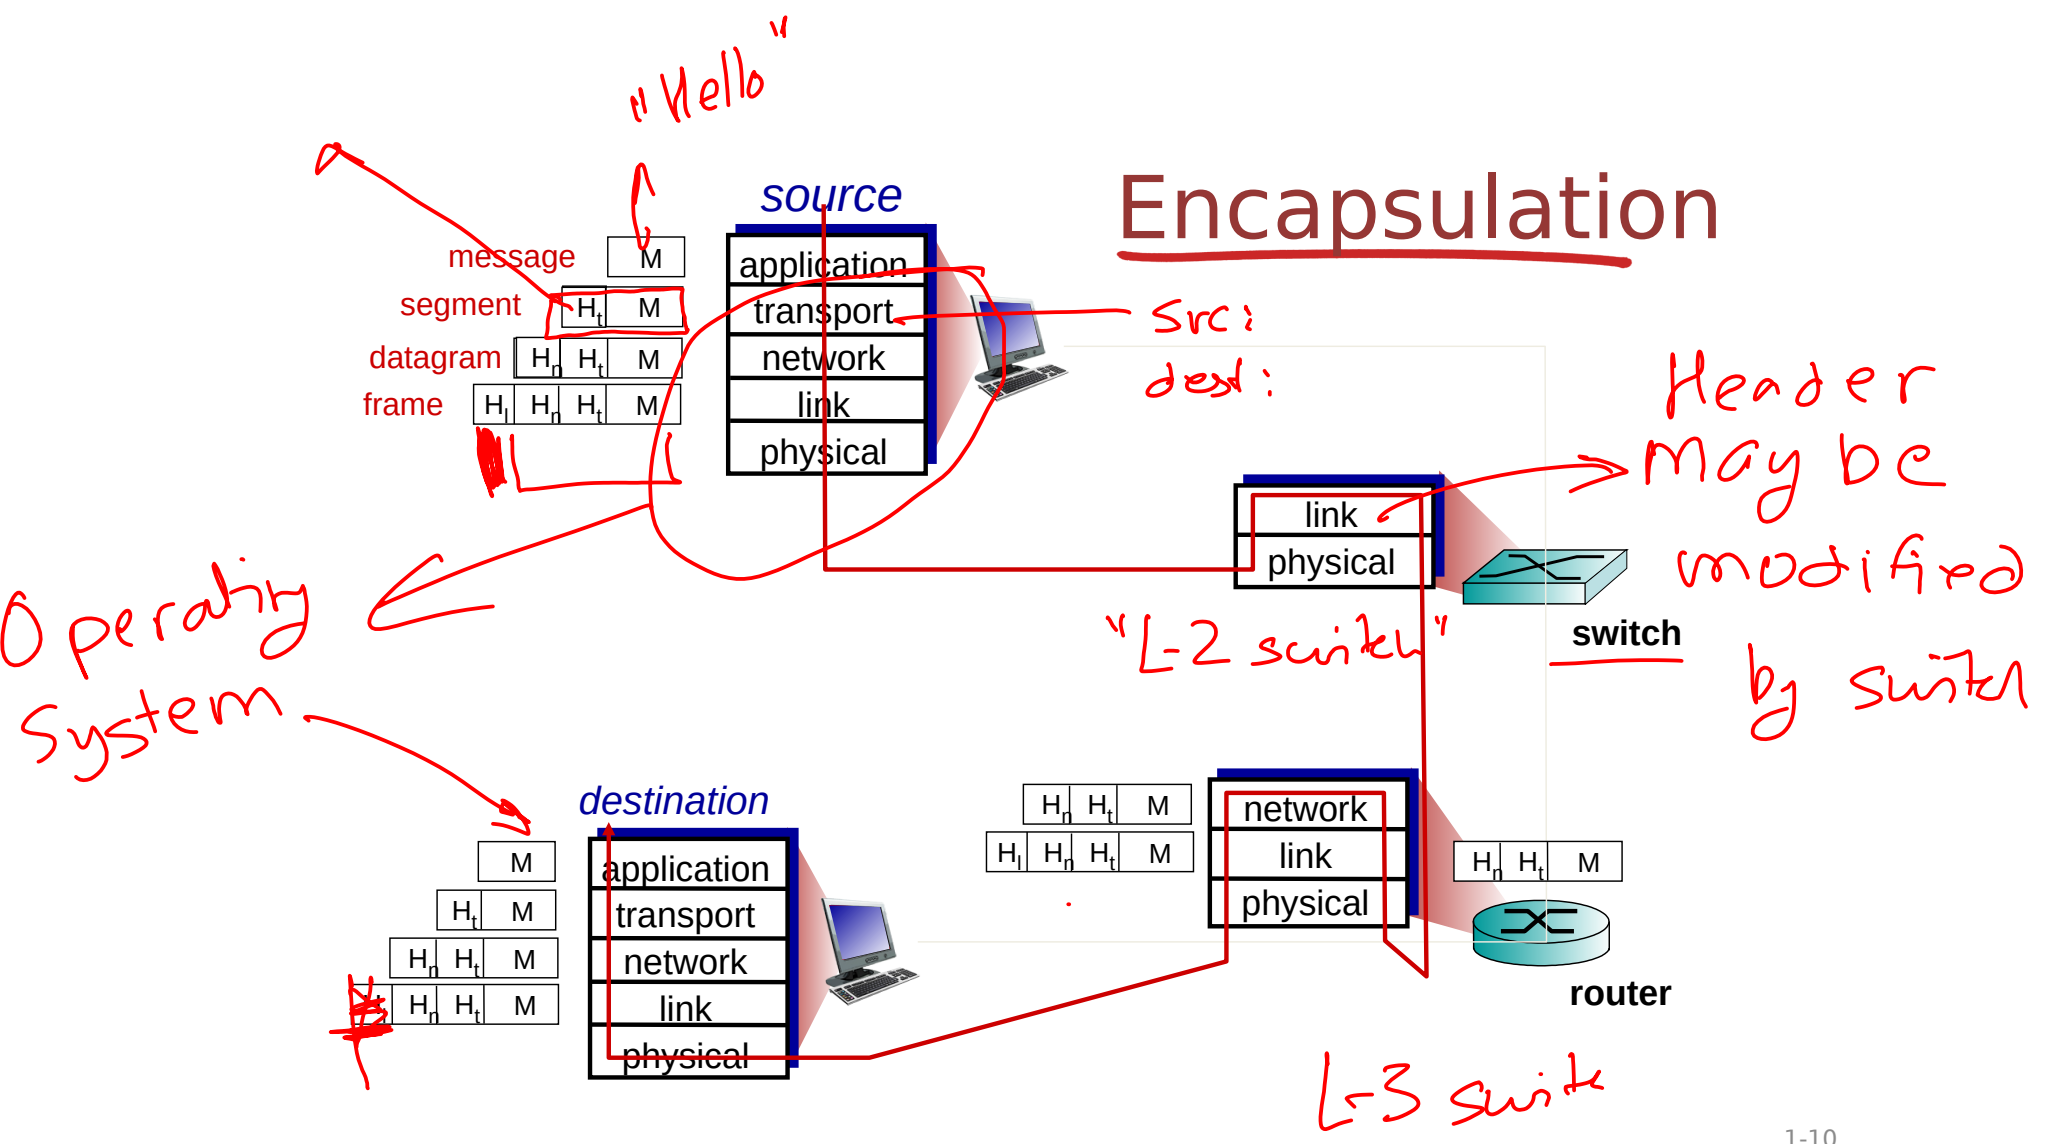 "Hello"
source
Encapsulation
message M
segment Ht M
datagram Hn Ht M
frame Hl Hn Ht M
application
transport
network
link
physical
src:
dest:
Header
may be
modified
by switch
link
physical
switch
"L-2 switch"
Operating
System
destination
M
Ht M
Hn Ht M
Hn Ht M
application
transport
network
link
physical
Hn Ht M
Hl Hn Ht M
network
link
physical
Hn Ht M
router
L-3
1-10